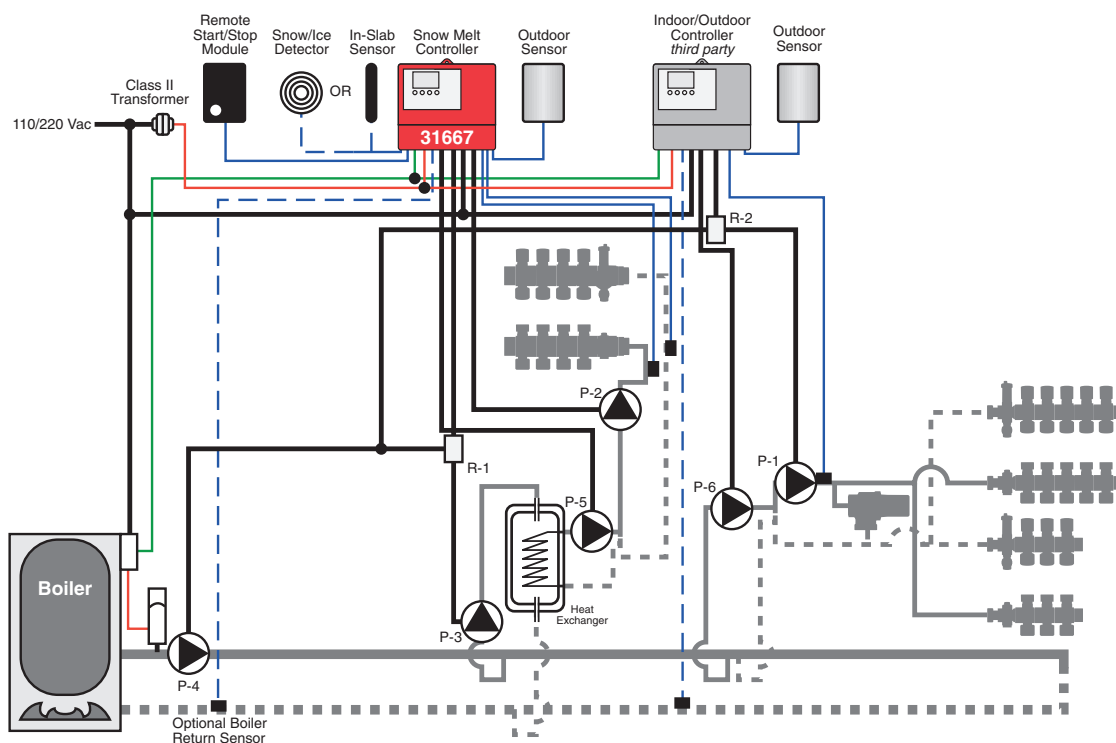 Remote
Start/Stop
Module
Snow/Ice
Detector
OR
In-Slab
Sensor
Snow Melt
Controller
Outdoor
Sensor
Indoor/Outdoor
Controller
third party
Outdoor
Sensor
Class II
Transformer
110/220 Vac
31667
R-2
P-2
R-1
P-1
P-6
P-5
Boiler
Heat
Exchanger
P-3
P-4
Optional Boiler
Return Sensor